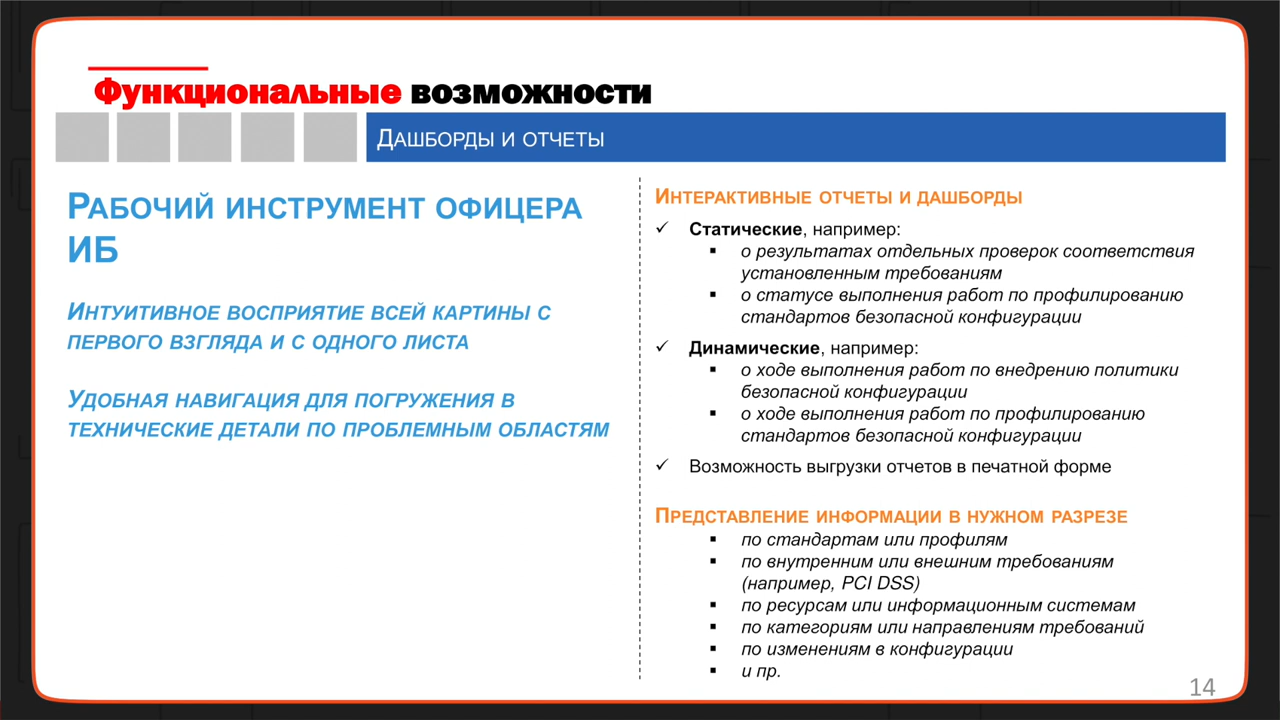 Функциональные возможности
Дашборды и отчеты
Рабочий инструмент офицера
ИБ
Интуитивное восприятие всей картины с
первого взгляда и с одного листа
Удобная навигация для погружения в
технические детали по проблемным областям
Интерактивные отчеты и дашборды
✓ Статические, например:
▪ о результатах отдельных проверок соответствия
установленным требованиям
▪ о статусе выполнения работ по профилированию
стандартов безопасной конфигурации
✓ Динамические, например:
▪ о ходе выполнения работ по внедрению политики
безопасной конфигурации
▪ о ходе выполнения работ по профилированию
стандартов безопасной конфигурации
✓ Возможность выгрузки отчетов в печатной форме
Представление информации в нужном разрезе
▪ по стандартам или профилям
▪ по внутренним или внешним требованиям
(например, PCI DSS)
▪ по ресурсам или информационным системам
▪ по категориям или направлениям требований
▪ по изменениям в конфигурации
▪ и пр.
14